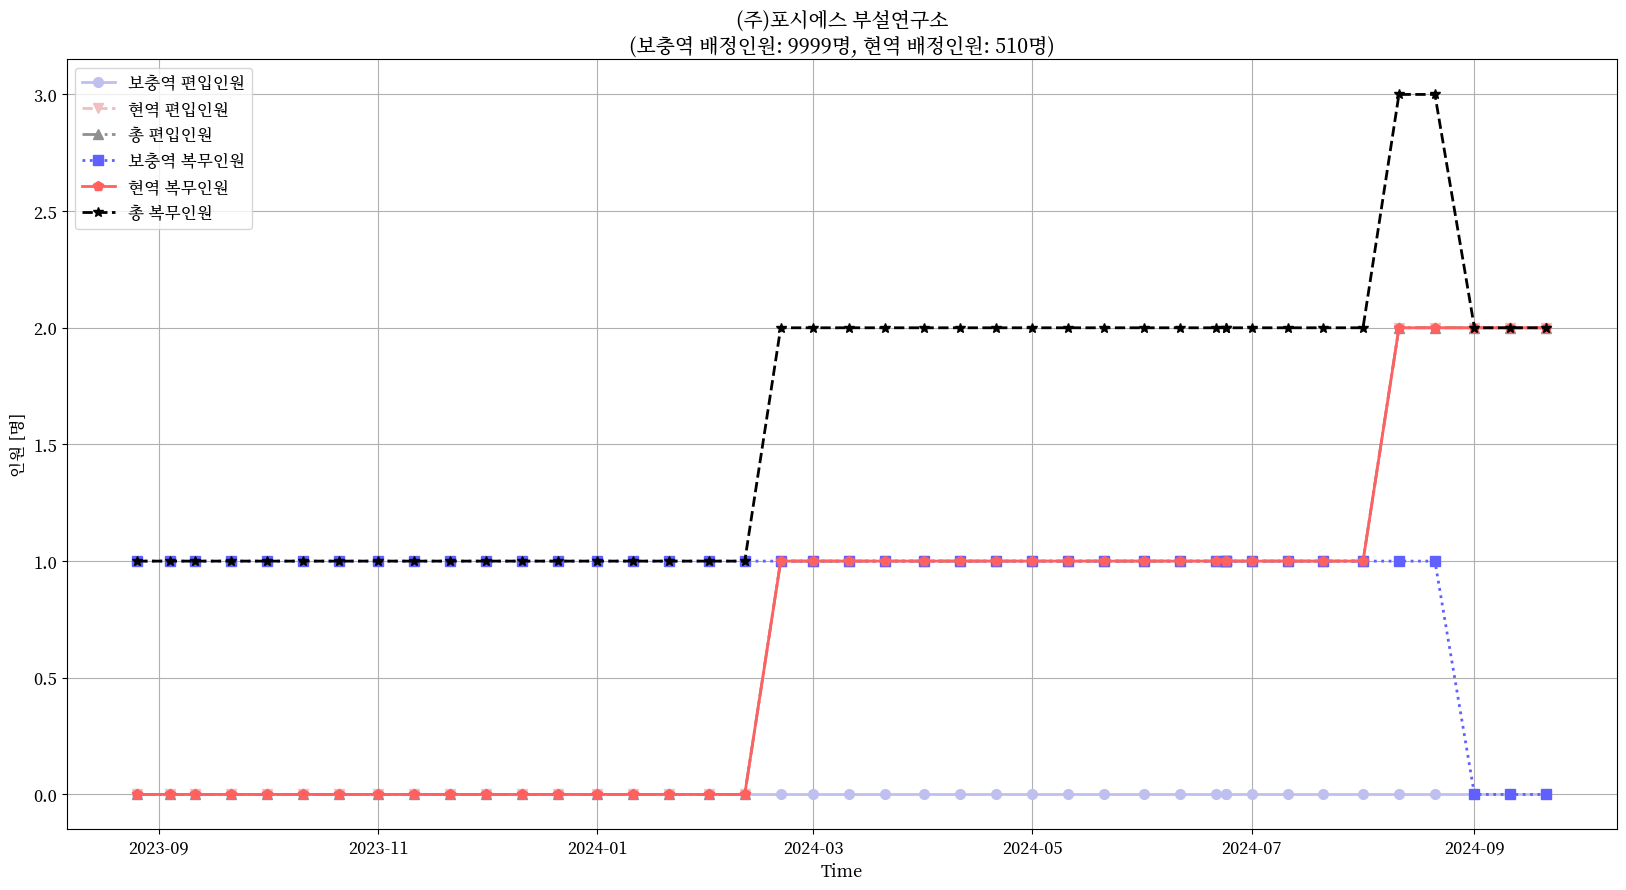 (주)포시에스 부설연구소
(보충역 배정인원: 9999명, 현역 배정인원: 510명)
보충역 편입인원
현역 편입인원
총 편입인원
보충역 복무인원
현역 복무인원
총 복무인원
3.0
2.5
2.0
1.5
1.0
0.5
0.0
인원 [명]
2023-09
2023-11
2024-01
2024-03
2024-05
2024-07
2024-09
Time